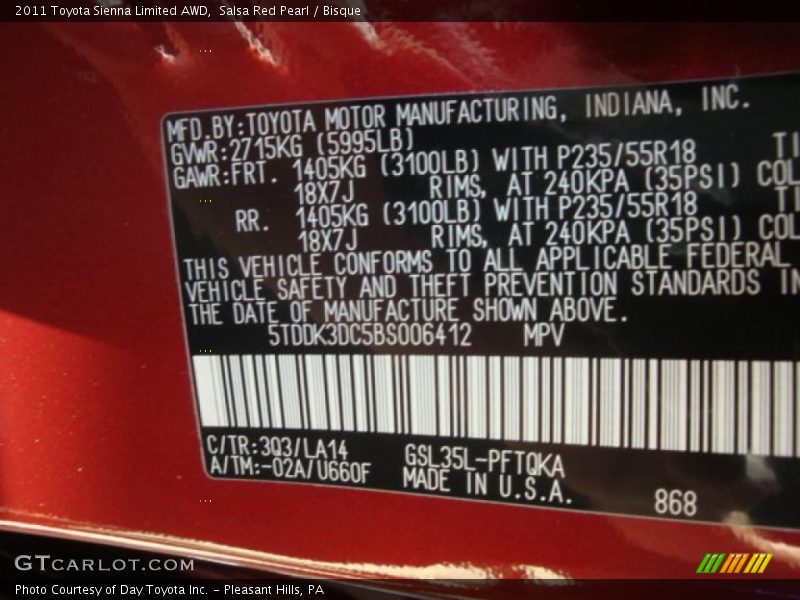 2011 Toyota Sienna Limited AWD, Salsa Red Pearl / Bisque
MFD.BY:TOYOTA MOTOR MANUFACTURING, INDIANA, INC.
GVWR:2715KG (5995LB)
GAWR:FRT. 1405KG (3100LB) WITH P235/55R18 TI
18X7J RIMS, AT 240KPA (35PSI) COL
RR. 1405KG (3100LB) WITH P235/55R18 TI
18X7J RIMS, AT 240KPA (35PSI) COL
THIS VEHICLE CONFORMS TO ALL APPLICABLE FEDERAL
VEHICLE SAFETY AND THEFT PREVENTION STANDARDS IN
THE DATE OF MANUFACTURE SHOWN ABOVE.
5TDDK3DC5BS006412 MPV
C/TR:3Q3/LA14 GSL35L-PFTQKA
A/TM:-02A/U660F MADE IN U.S.A.
868
GTCARLOT.COM
Photo Courtesy of Day Toyota Inc. - Pleasant Hills, PA